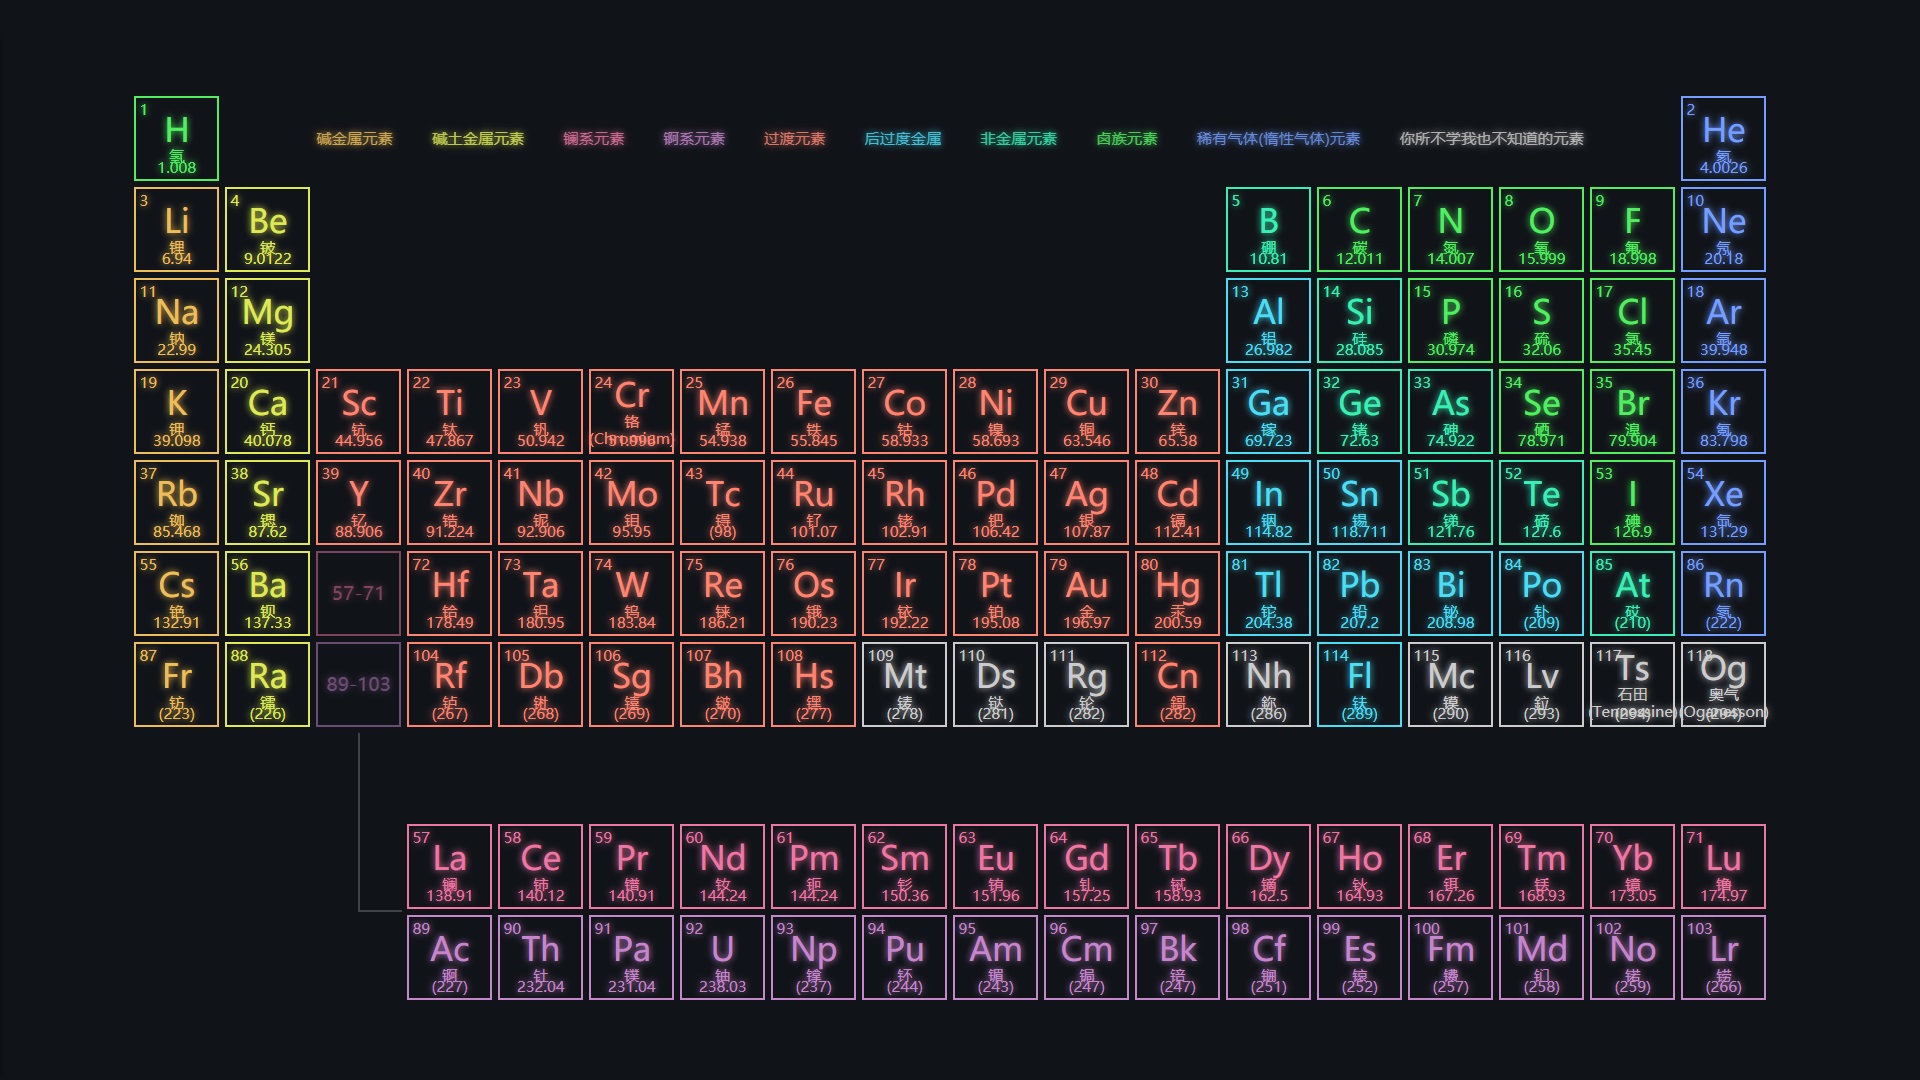 1 H 氢 1.008
碱金属元素 碱土金属元素 镧系元素 锕系元素 过渡元素 后过度金属 非金属元素 卤族元素 稀有气体(惰性气体)元素 你所不学我也不知道的元素
2 He 氦 4.0026
3 Li 锂 6.94
4 Be 铍 9.0122
5 B 硼 10.81
6 C 碳 12.011
7 N 氮 14.007
8 O 氧 15.999
9 F 氟 18.998
10 Ne 氖 20.18
11 Na 钠 22.99
12 Mg 镁 24.305
13 Al 铝 26.982
14 Si 硅 28.085
15 P 磷 30.974
16 S 硫 32.06
17 Cl 氯 35.45
18 Ar 氩 39.948
19 K 钾 39.098
20 Ca 钙 40.078
21 Sc 钪 44.956
22 Ti 钛 47.867
23 V 钒 50.942
24 Cr 铬 (Chromium) 51.996
25 Mn 锰 54.938
26 Fe 铁 55.845
27 Co 钴 58.933
28 Ni 镍 58.693
29 Cu 铜 63.546
30 Zn 锌 65.38
31 Ga 镓 69.723
32 Ge 锗 72.63
33 As 砷 74.922
34 Se 硒 78.971
35 Br 溴 79.904
36 Kr 氪 83.798
37 Rb 铷 85.468
38 Sr 锶 87.62
39 Y 钇 88.906
40 Zr 锆 91.224
41 Nb 铌 92.906
42 Mo 钼 95.95
43 Tc 锝 (98)
44 Ru 钌 101.07
45 Rh 铑 102.91
46 Pd 钯 106.42
47 Ag 银 107.87
48 Cd 镉 112.41
49 In 铟 114.82
50 Sn 锡 118.711
51 Sb 锑 121.76
52 Te 碲 127.6
53 I 碘 126.9
54 Xe 氙 131.29
55 Cs 铯 132.91
56 Ba 钡 137.33
57-71
72 Hf 铪 178.49
73 Ta 钽 180.95
74 W 钨 183.84
75 Re 铼 186.21
76 Os 锇 190.23
77 Ir 铱 192.22
78 Pt 铂 195.08
79 Au 金 196.97
80 Hg 汞 200.59
81 Tl 铊 204.38
82 Pb 铅 207.2
83 Bi 铋 208.98
84 Po 钋 (209)
85 At 砹 (210)
86 Rn 氡 (222)
87 Fr 钫 (223)
88 Ra 镭 (226)
89-103
104 Rf 𬬻 (267)
105 Db 𬭊 (268)
106 Sg 𬭳 (269)
107 Bh 𬭛 (270)
108 Hs 𬭶 (277)
109 Mt 鿏 (278)
110 Ds 𫟼 (281)
111 Rg 𬬭 (282)
112 Cn (282)
113 Nh (286)
114 Fl 𫓧 (289)
115 Mc 镆 (290)
116 Lv (293)
117 Ts 石田 (Tennessine) (294)
118 Og 奥气 (Oganesson) (294)
57 La 镧 138.91
58 Ce 铈 140.12
59 Pr 镨 140.91
60 Nd 钕 144.24
61 Pm 钷 144.24
62 Sm 钐 150.36
63 Eu 铕 151.96
64 Gd 钆 157.25
65 Tb 铽 158.93
66 Dy 镝 162.5
67 Ho 钬 164.93
68 Er 铒 167.26
69 Tm 铥 168.93
70 Yb 镱 173.05
71 Lu 镥 174.97
89 Ac 锕 (227)
90 Th 钍 232.04
91 Pa 镤 231.04
92 U 铀 238.03
93 Np 镎 (237)
94 Pu 钚 (244)
95 Am 镅 (243)
96 Cm 锔 (247)
97 Bk 锫 (247)
98 Cf 锎 (251)
99 Es 锿 (252)
100 Fm 镄 (257)
101 Md 钔 (258)
102 No 锘 (259)
103 Lr 铹 (266)